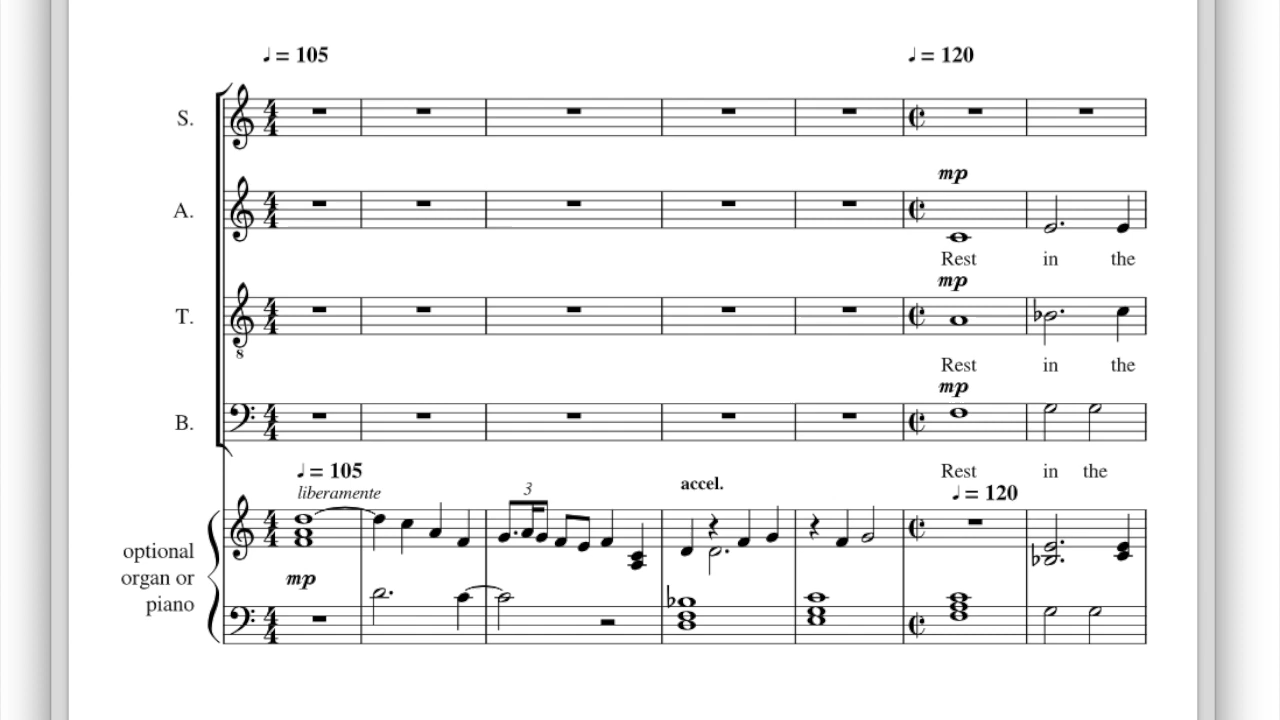 ♩ = 105
♩ = 120
S.
mp
A.
Rest in the
mp
T.
8
Rest in the
mp
B.
Rest in the
♩ = 105
♩ = 120
liberamente
3
accel.
optional
organ or
piano
mp